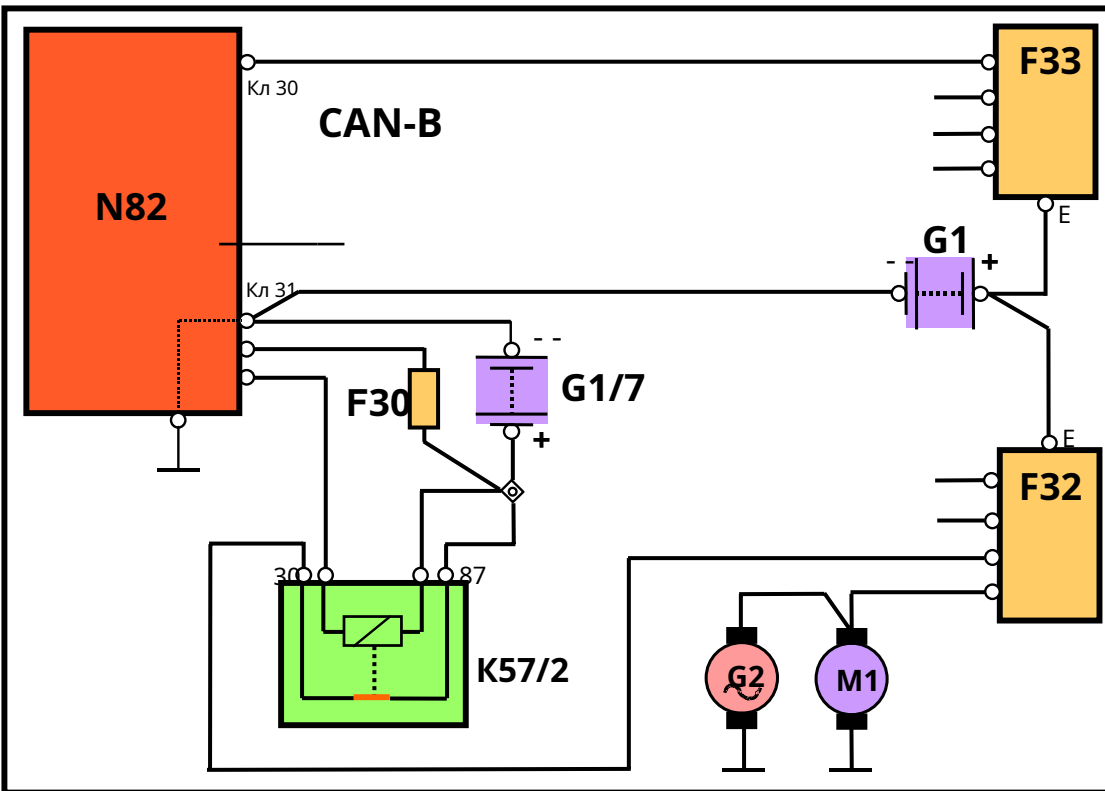 F33
Кл 30
CAN-B
N82
E
G1
- -
+
Кл 31
- -
F30
G1/7
+
E
F32
30
87
K57/2
G2
M1